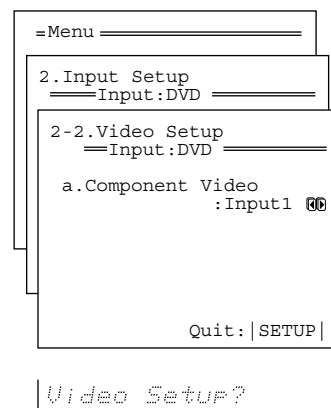 Menu
2.Input Setup
Input:DVD
2-2.Video Setup
Input:DVD
a.Component Video
:Input1
Quit:|SETUP|
Video Setup?